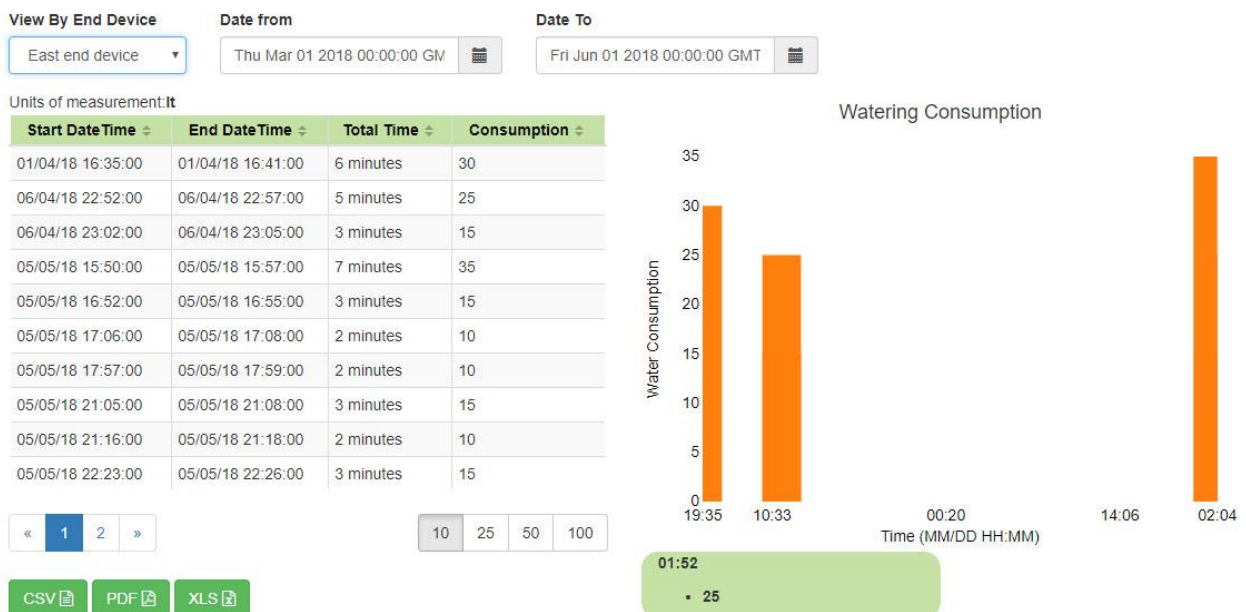 View By End Device Date from Date To
East end device Thu Mar 01 2018 00:00:00 GM Fri Jun 01 2018 00:00:00 GMT
Units of measurement:lt
Start DateTime End DateTime Total Time Consumption
01/04/18 16:35:00 01/04/18 16:41:00 6 minutes 30
06/04/18 22:52:00 06/04/18 22:57:00 5 minutes 25
06/04/18 23:02:00 06/04/18 23:05:00 3 minutes 15
05/05/18 15:50:00 05/05/18 15:57:00 7 minutes 35
05/05/18 16:52:00 05/05/18 16:55:00 3 minutes 15
05/05/18 17:06:00 05/05/18 17:08:00 2 minutes 10
05/05/18 17:57:00 05/05/18 17:59:00 2 minutes 10
05/05/18 21:05:00 05/05/18 21:08:00 3 minutes 15
05/05/18 21:16:00 05/05/18 21:18:00 2 minutes 10
05/05/18 22:23:00 05/05/18 22:26:00 3 minutes 15
« 1 2 » 10 25 50 100
CSV PDF XLS
Watering Consumption
Water Consumption
35
30
25
20
15
10
5
0
19:35 10:33 00:20 14:06 02:04
Time (MM/DD HH:MM)
01:52
• 25